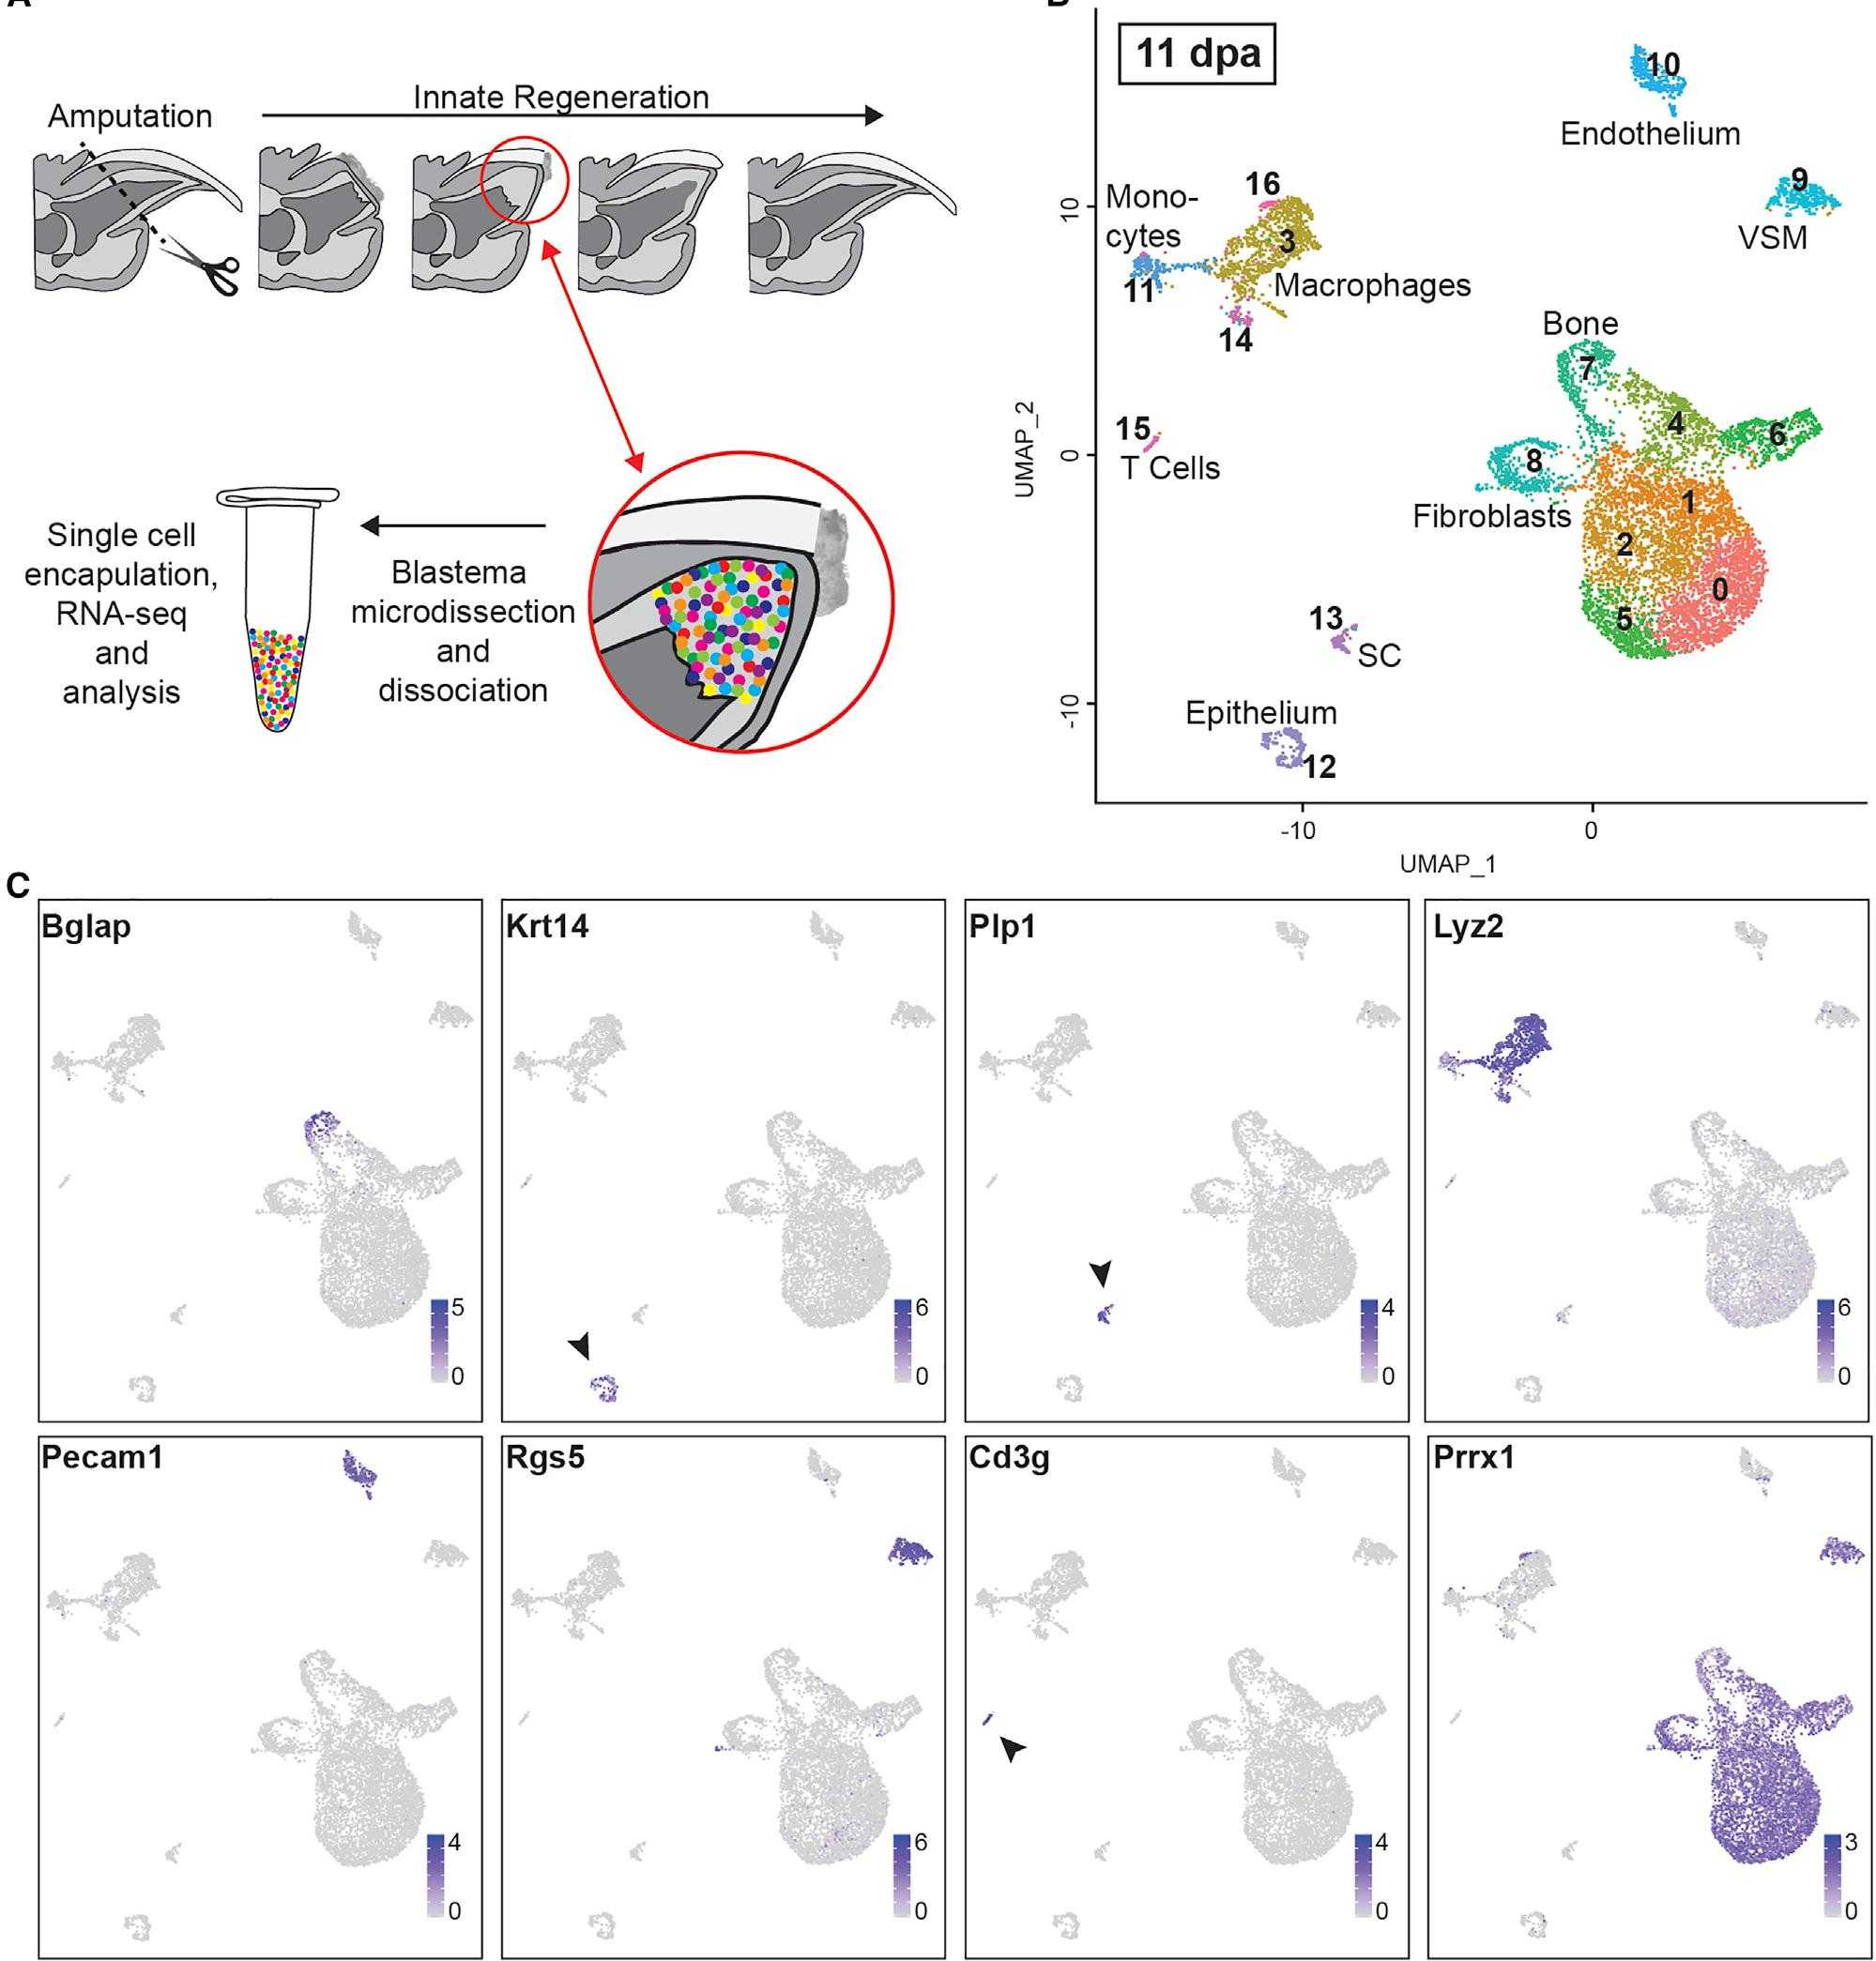 A
Amputation
Innate Regeneration
Single cell
encapulation,
RNA-seq
and
analysis
Blastema
microdissection
and
dissociation
B
11 dpa
10
Endothelium
9
VSM
Mono-
cytes
16
3
11
Macrophages
14
Bone
7
4
6
15
T Cells
8
Fibroblasts
1
2
0
5
13
SC
Epithelium
12
10
0
-10
UMAP_2
-10
0
UMAP_1
C
Bglap
5
0
Krt14
6
0
Plp1
4
0
Lyz2
6
0
Pecam1
4
0
Rgs5
6
0
Cd3g
4
0
Prrx1
3
0